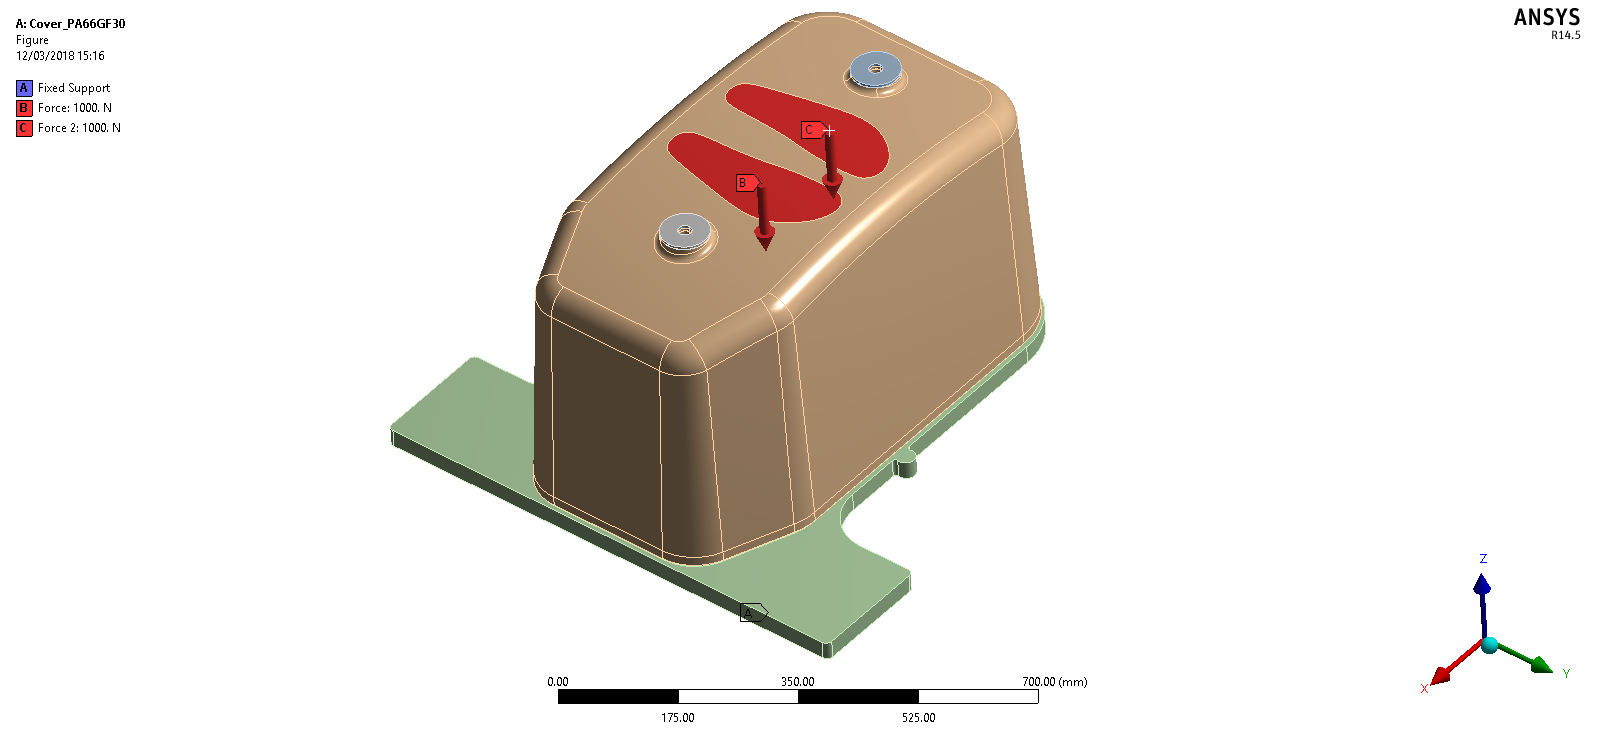 A: Cover_PA66GF30
Figure
12/03/2018 15:16
A Fixed Support
B Force: 1000. N
C Force 2: 1000. N
ANSYS
R14.5
C
B
A
0.00 350.00 700.00 (mm)
175.00 525.00
Z
Y
X